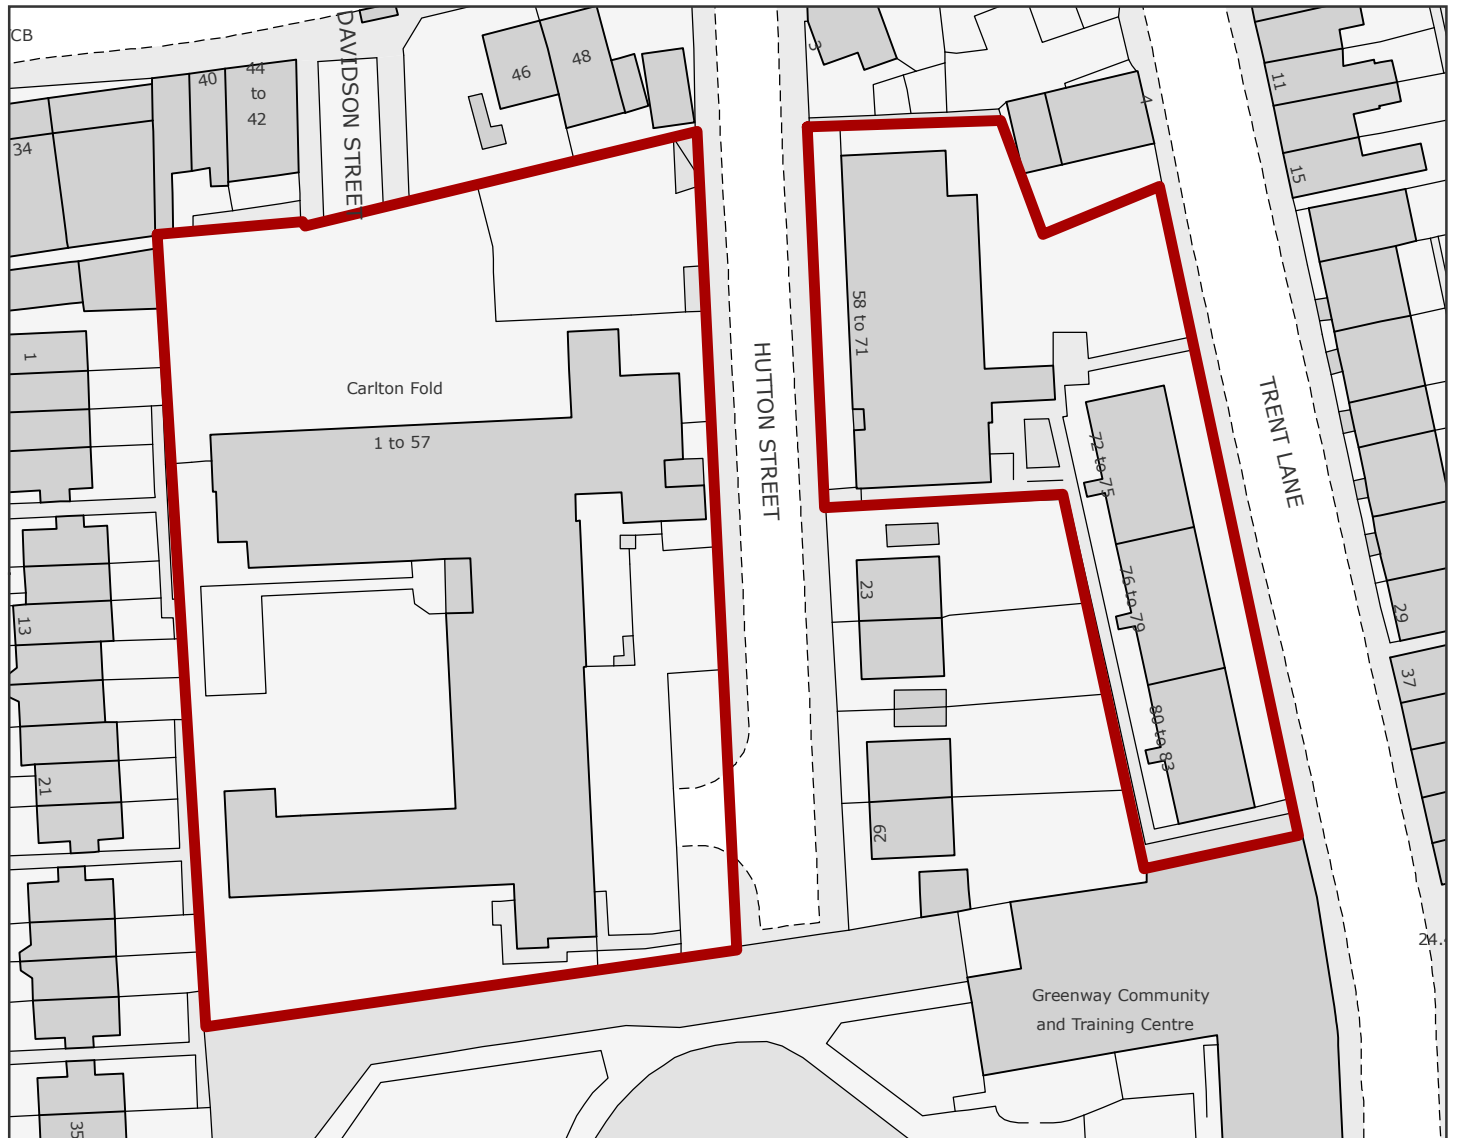 CB
DAVIDSON STREET
40
44
to
42
46
48
3
4
11
34
15
58 to 71
1
Carlton Fold
HUTTON STREET
TRENT LANE
1 to 57
72 to 75
23
76 to 79
13
29
37
80 to 83
21
62
Greenway Community
and Training Centre
35